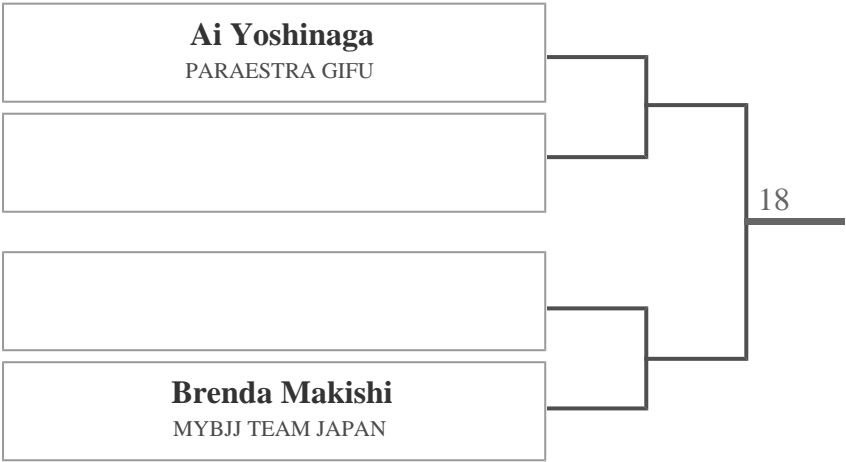 Ai Yoshinaga
PARAESTRA GIFU
18
Brenda Makishi
MYBJJ TEAM JAPAN